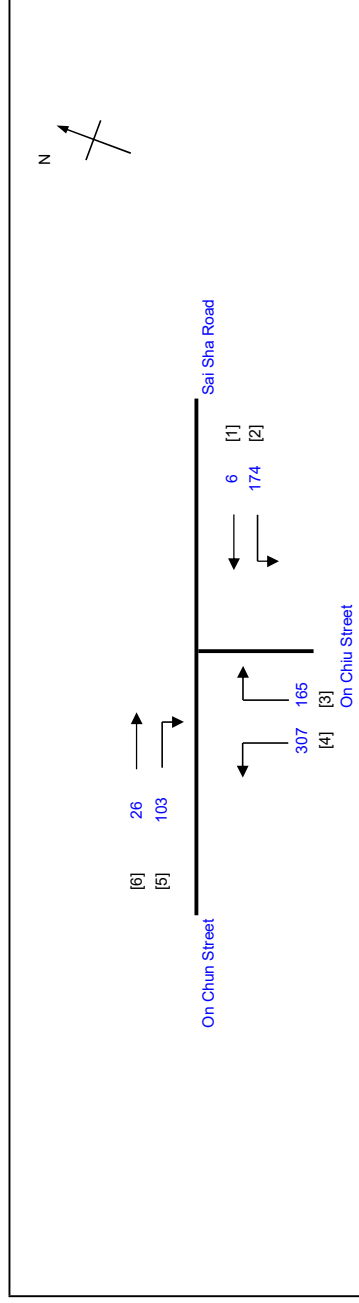 N
[6] 26
[5] 103
On Chun Street
Sai Sha Road
6 [1]
174 [2]
307 165
[4] [3]
On Chiu Street